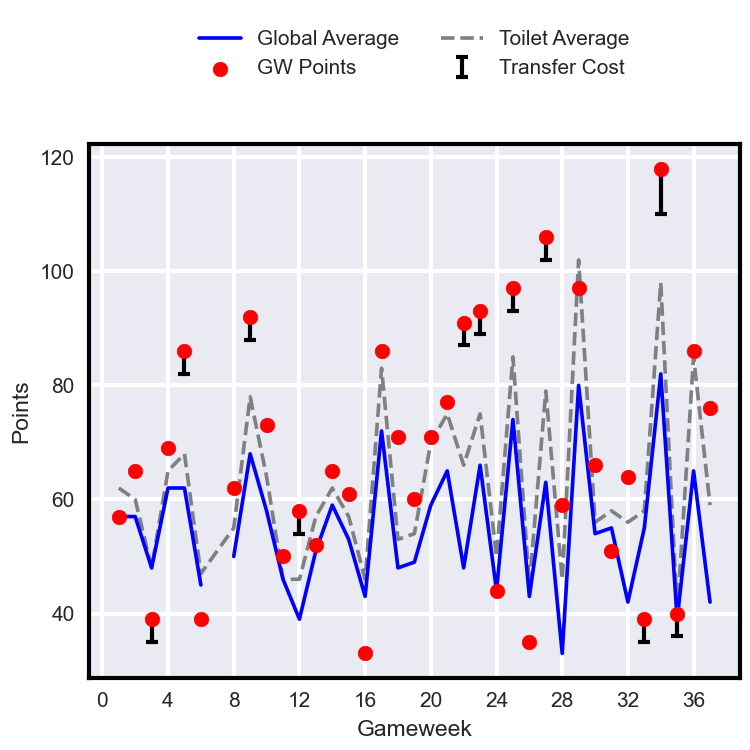 Global Average
Toilet Average
GW Points
Transfer Cost
120
100
80
60
40
Points
0 4 8 12 16 20 24 28 32 36
Gameweek